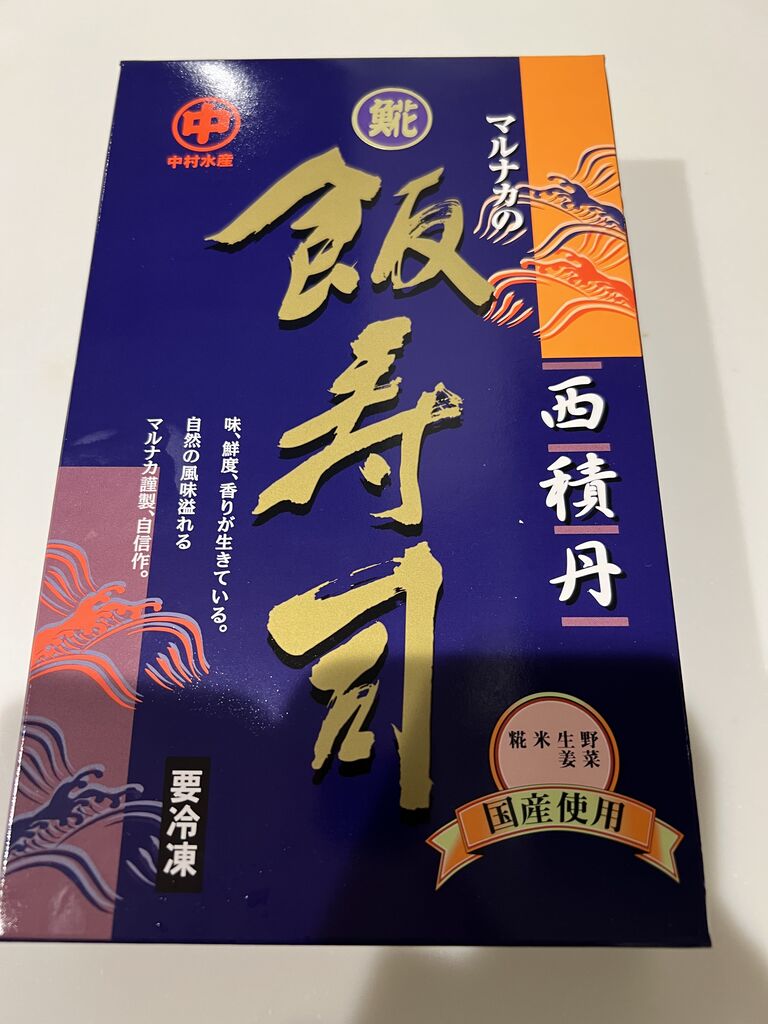 マルナカの
西積丹
𩸽
飯寿司
中
中村水産
味、鮮度、香りが生きている。
自然の風味溢れる
マルナカ謹製、自信作。
要冷凍
野菜
生姜
米
糀
国産使用